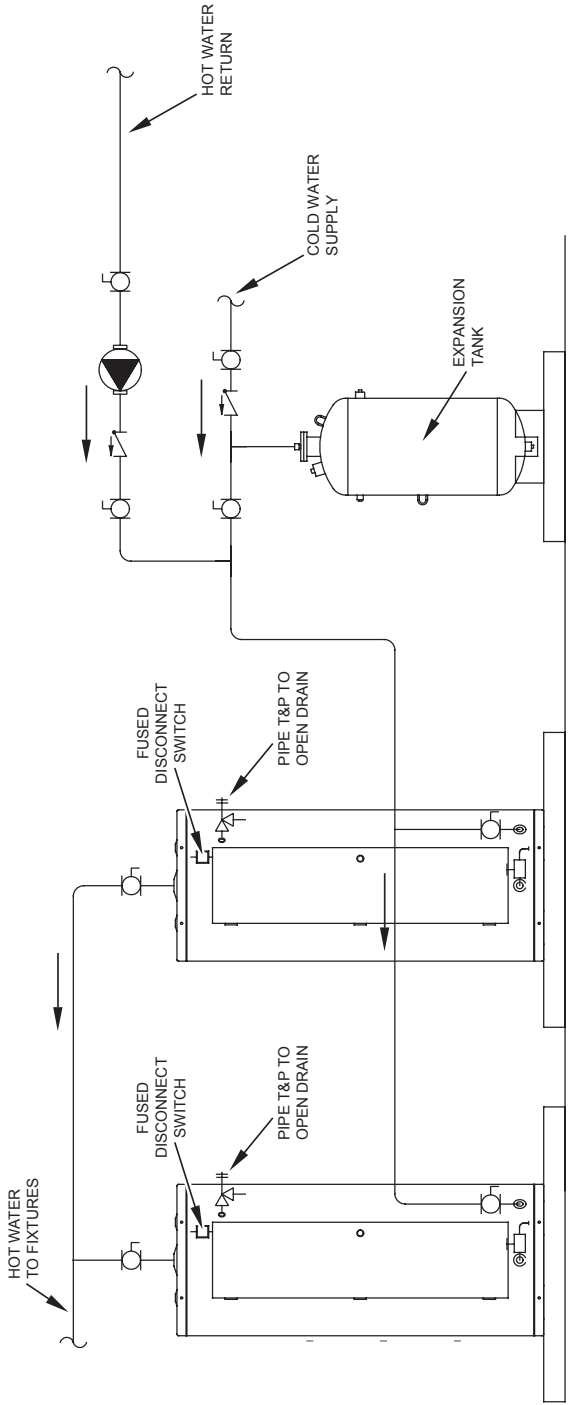 HOT WATER
TO FIXTURES
FUSED
DISCONNECT
SWITCH
PIPE T&P TO
OPEN DRAIN
FUSED
DISCONNECT
SWITCH
PIPE T&P TO
OPEN DRAIN
HOT WATER
RETURN
COLD WATER
SUPPLY
EXPANSION
TANK